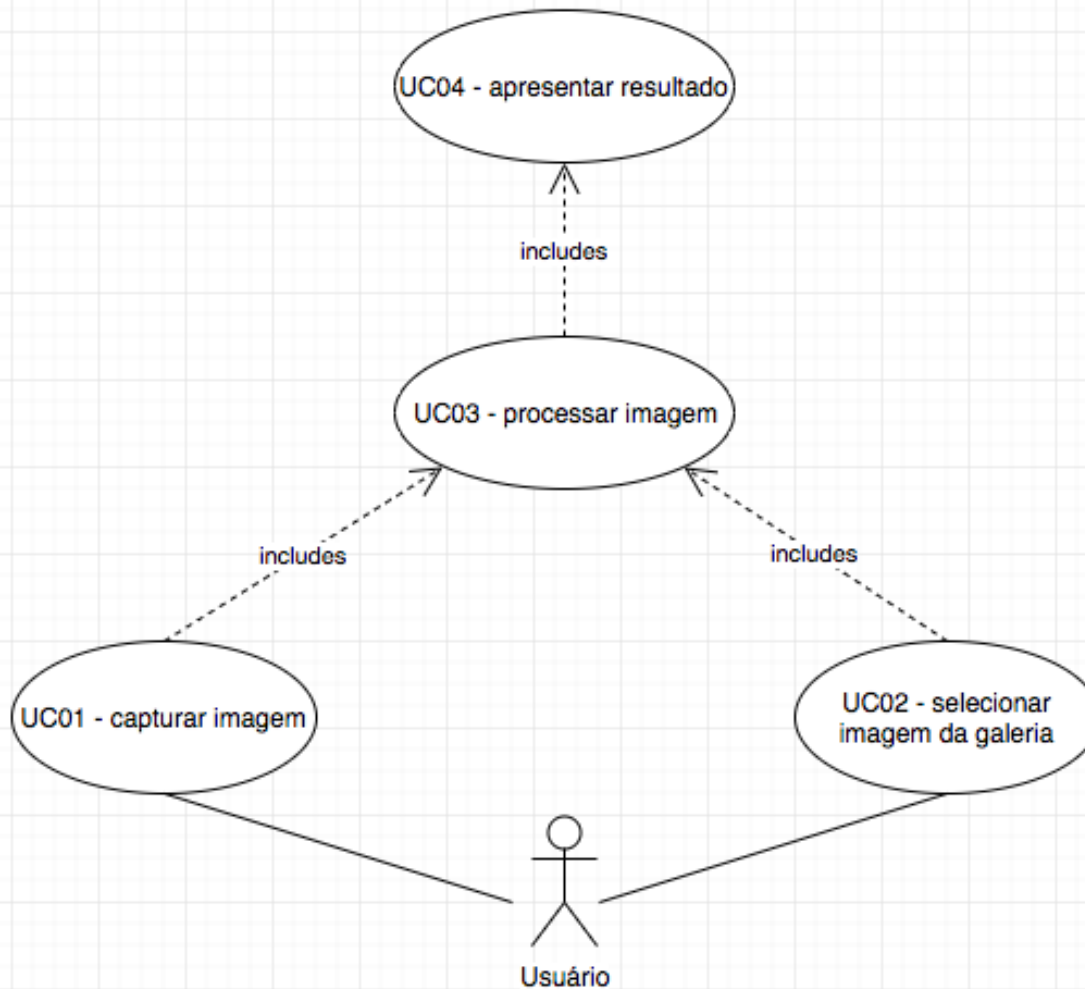 UC04 - apresentar resultado
includes
UC03 - processar imagem
includes
includes
UC01 - capturar imagem
UC02 - selecionar
imagem da galeria
Usuário